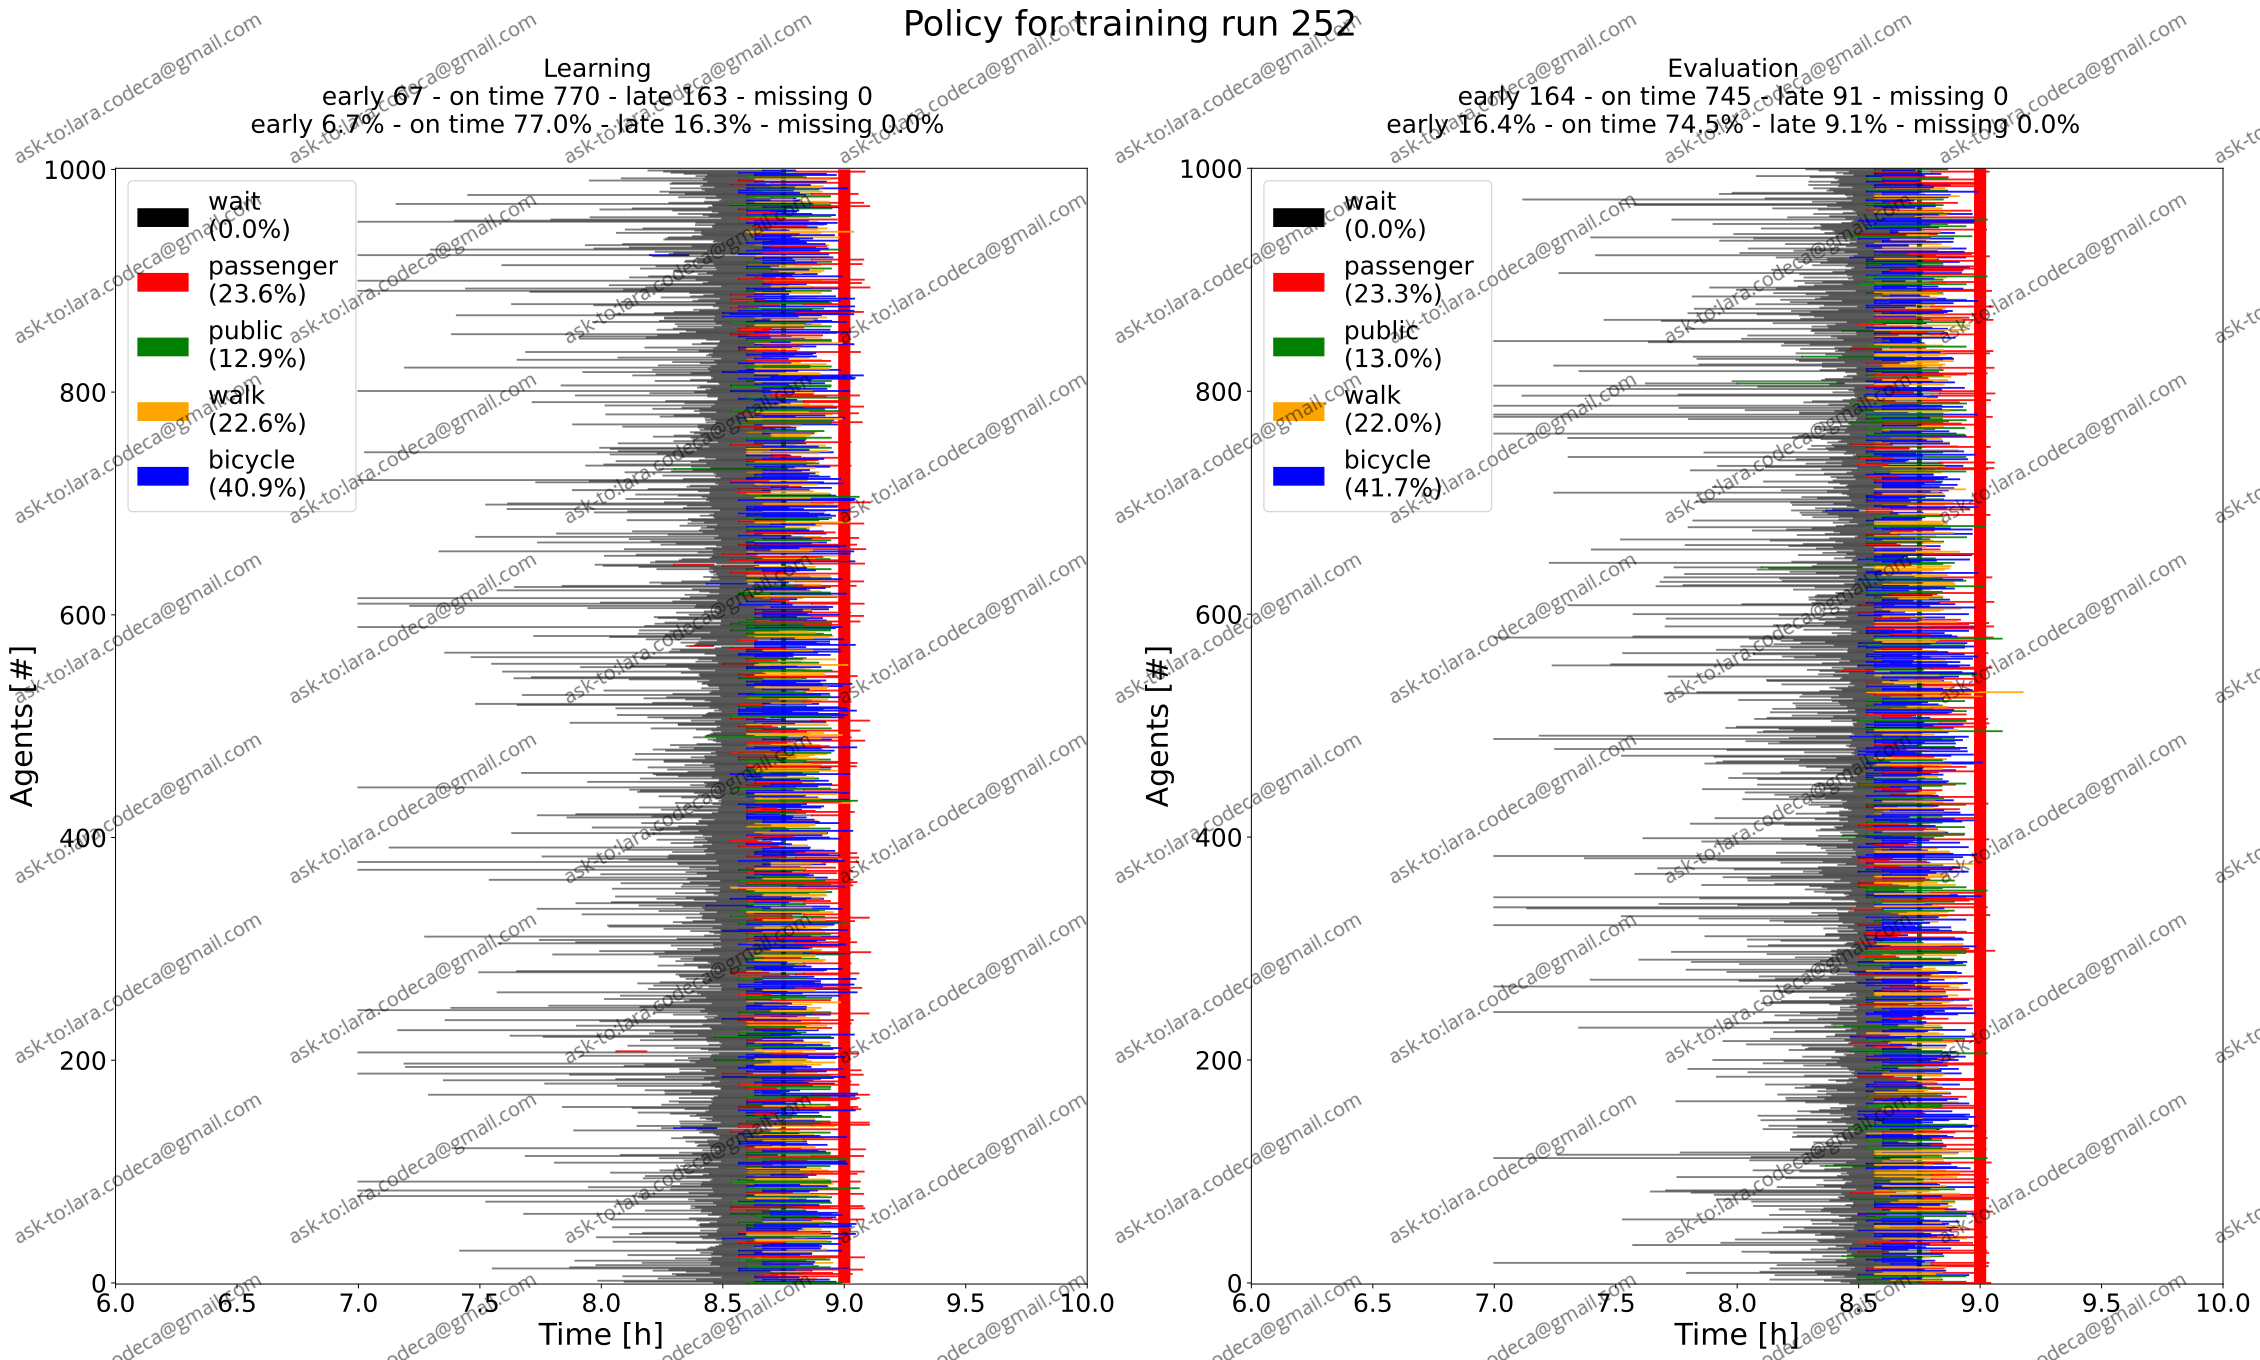 Policy for training run 252
Learning
early 67 - on time 770 - late 163 - missing 0
early 6.7% - on time 77.0% - late 16.3% - missing 0.0%
1000
800
600
400
200
0
Agents [#]
wait
(0.0%)
passenger
(23.6%)
public
(12.9%)
walk
(22.6%)
bicycle
(40.9%)
6.0 6.5 7.0 7.5 8.0 8.5 9.0 9.5 10.0
Time [h]
Evaluation
early 164 - on time 745 - late 91 - missing 0
early 16.4% - on time 74.5% - late 9.1% - missing 0.0%
1000
800
600
400
200
0
Agents [#]
wait
(0.0%)
passenger
(23.3%)
public
(13.0%)
walk
(22.0%)
bicycle
(41.7%)
6.0 6.5 7.0 7.5 8.0 8.5 9.0 9.5 10.0
Time [h]
ask-to:lara.codeca@gmail.com